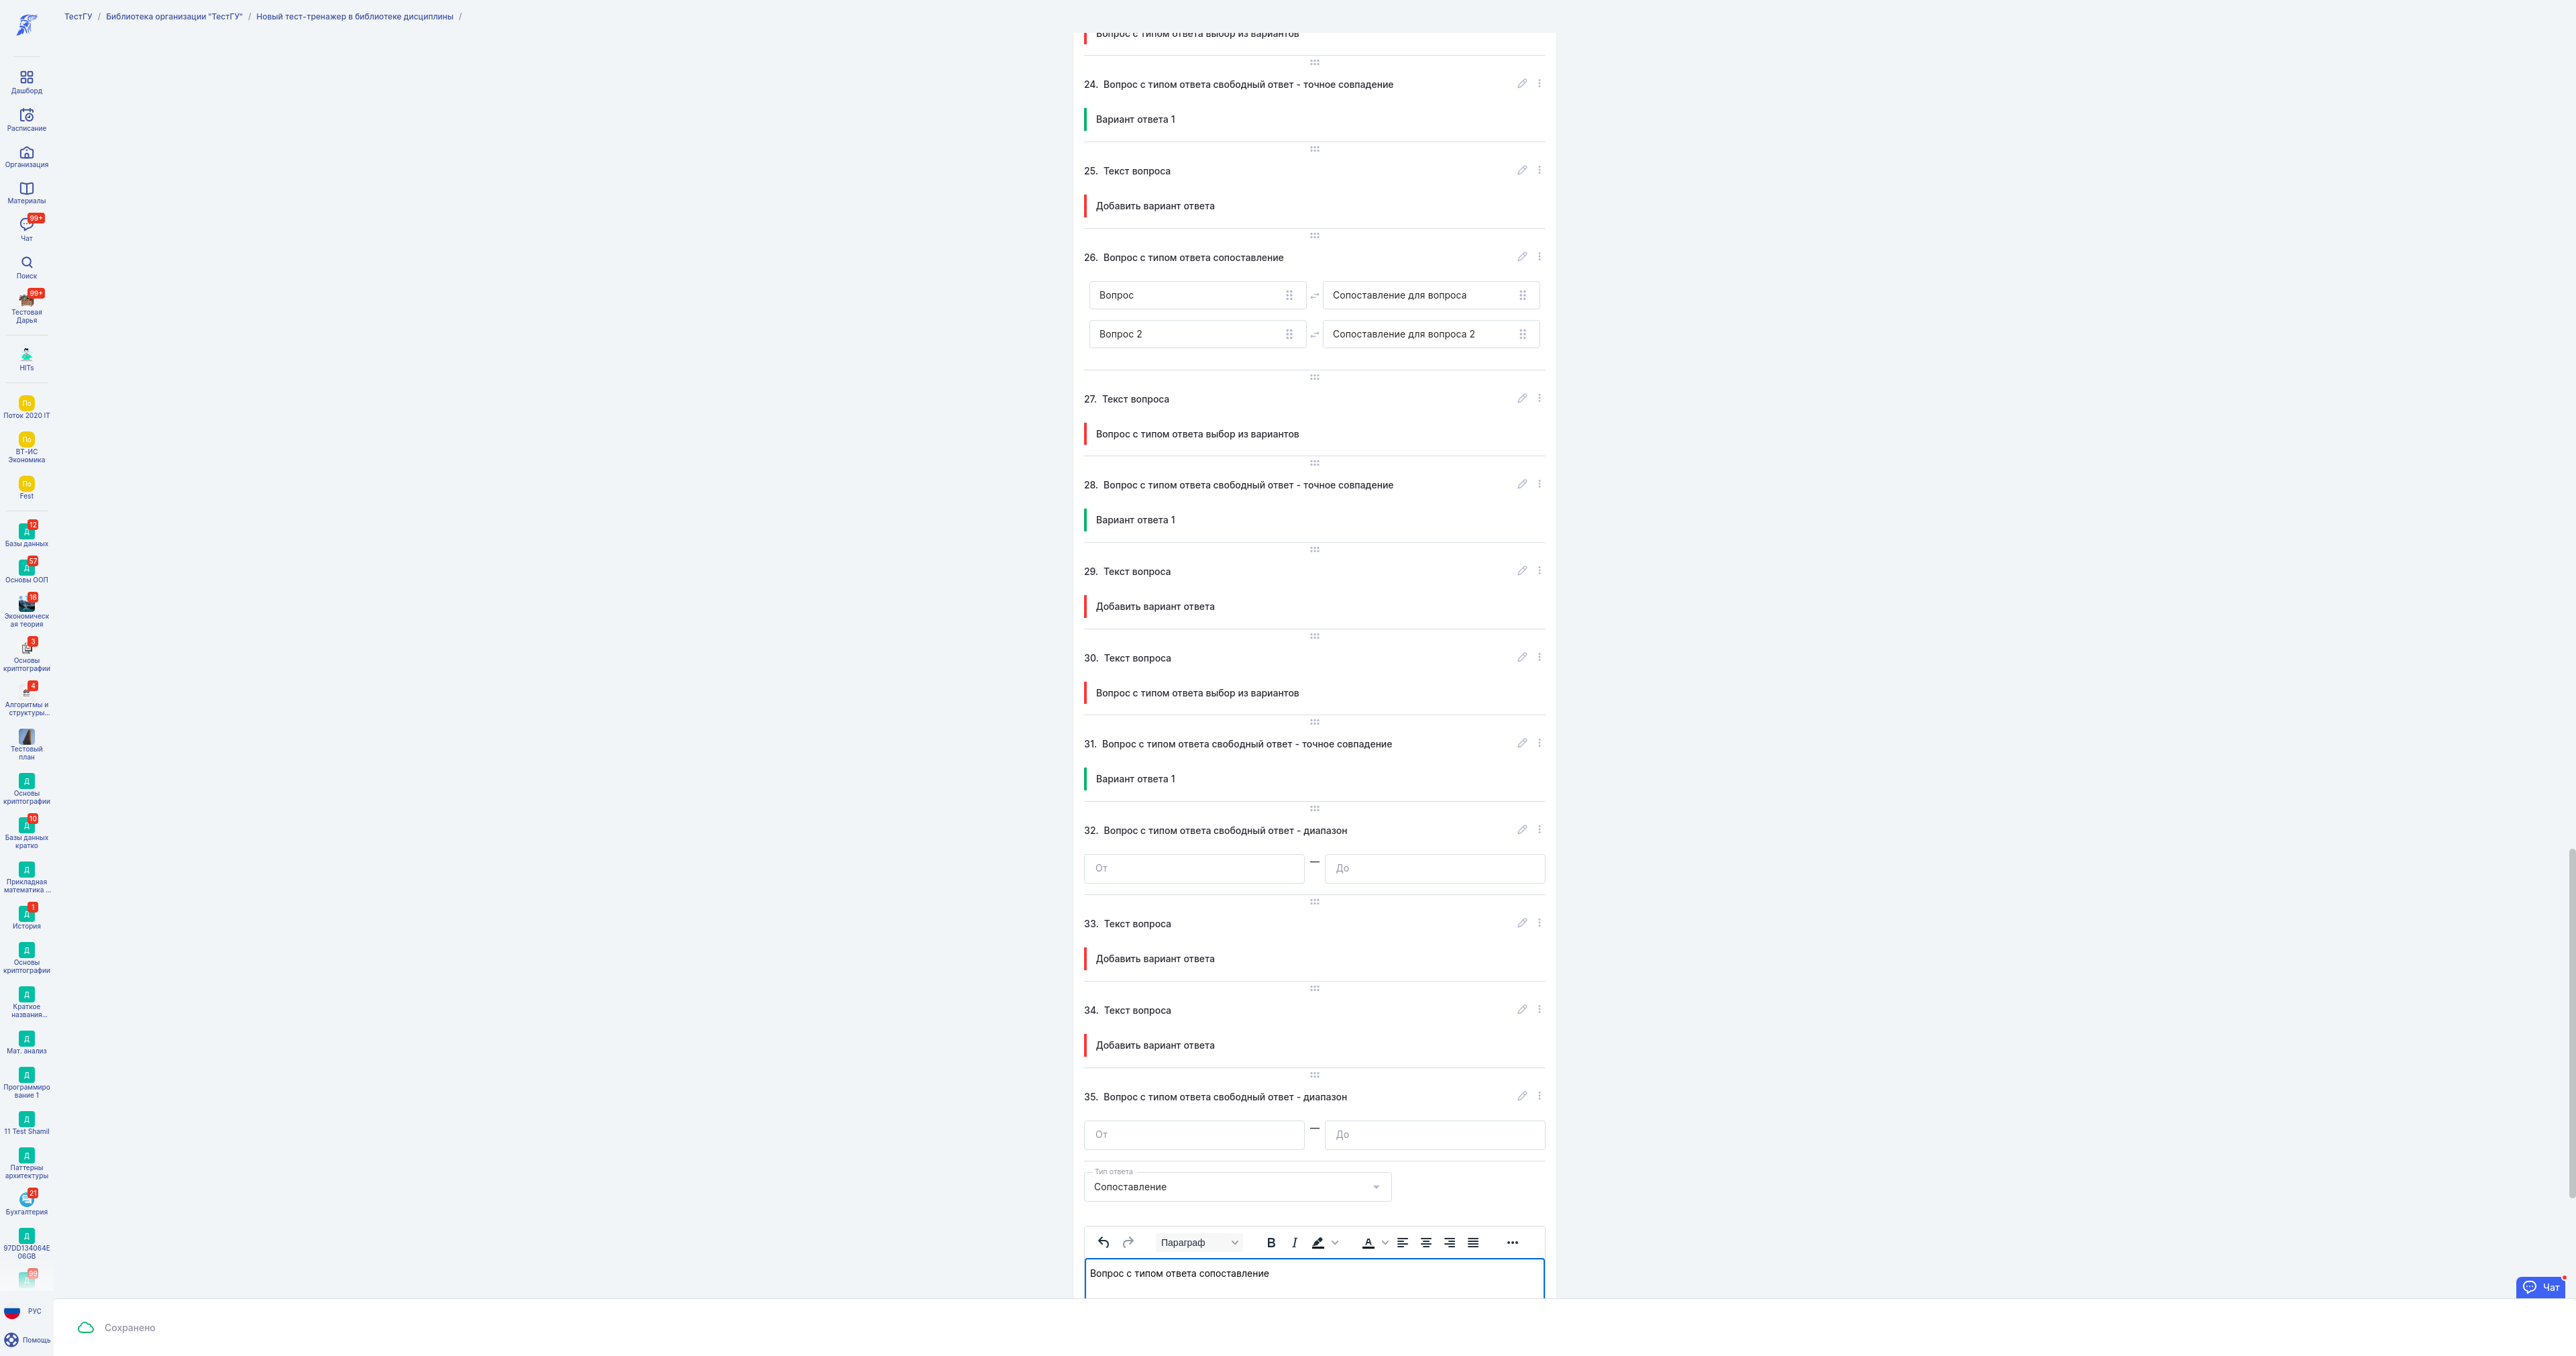 ТестГУ / Библиотека организации "ТестГУ" / Новый тест-тренажер в библиотеке дисциплины /
Дашборд
Расписание
Организация
Материалы
99+
Чат
Поиск
99+
Тестовая
Дарья
HITs
По
Поток 2020 IT
По
ВТ-ИС
Экономика
По
Fest
12
Д
Базы данных
57
Д
Основы ООП
16
Экономическ
ая теория
3
Основы
криптографии
4
Алгоритмы и
структуры...
Тестовый
план
Д
Основы
криптографии
10
Д
Базы данных
кратко
Д
Прикладная
математика ...
1
Д
История
Д
Основы
криптографии
Д
Краткое
названия...
Д
Мат. анализ
Д
Программиро
вание 1
Д
11 Test Shamil
Д
Паттерны
архитектуры
21
Бухгалтерия
Д
97DD134064E
06GB
99
Д
РУС
Помощь
Вопрос с типом ответа выбор из вариантов
24. Вопрос с типом ответа свободный ответ - точное совпадение
Вариант ответа 1
25. Текст вопроса
Добавить вариант ответа
26. Вопрос с типом ответа сопоставление
Вопрос Сопоставление для вопроса
Вопрос 2 Сопоставление для вопроса 2
27. Текст вопроса
Вопрос с типом ответа выбор из вариантов
28. Вопрос с типом ответа свободный ответ - точное совпадение
Вариант ответа 1
29. Текст вопроса
Добавить вариант ответа
30. Текст вопроса
Вопрос с типом ответа выбор из вариантов
31. Вопрос с типом ответа свободный ответ - точное совпадение
Вариант ответа 1
32. Вопрос с типом ответа свободный ответ - диапазон
От — До
33. Текст вопроса
Добавить вариант ответа
34. Текст вопроса
Добавить вариант ответа
35. Вопрос с типом ответа свободный ответ - диапазон
От — До
Тип ответа
Сопоставление
Параграф B I A
Вопрос с типом ответа сопоставление
Чат
Сохранено